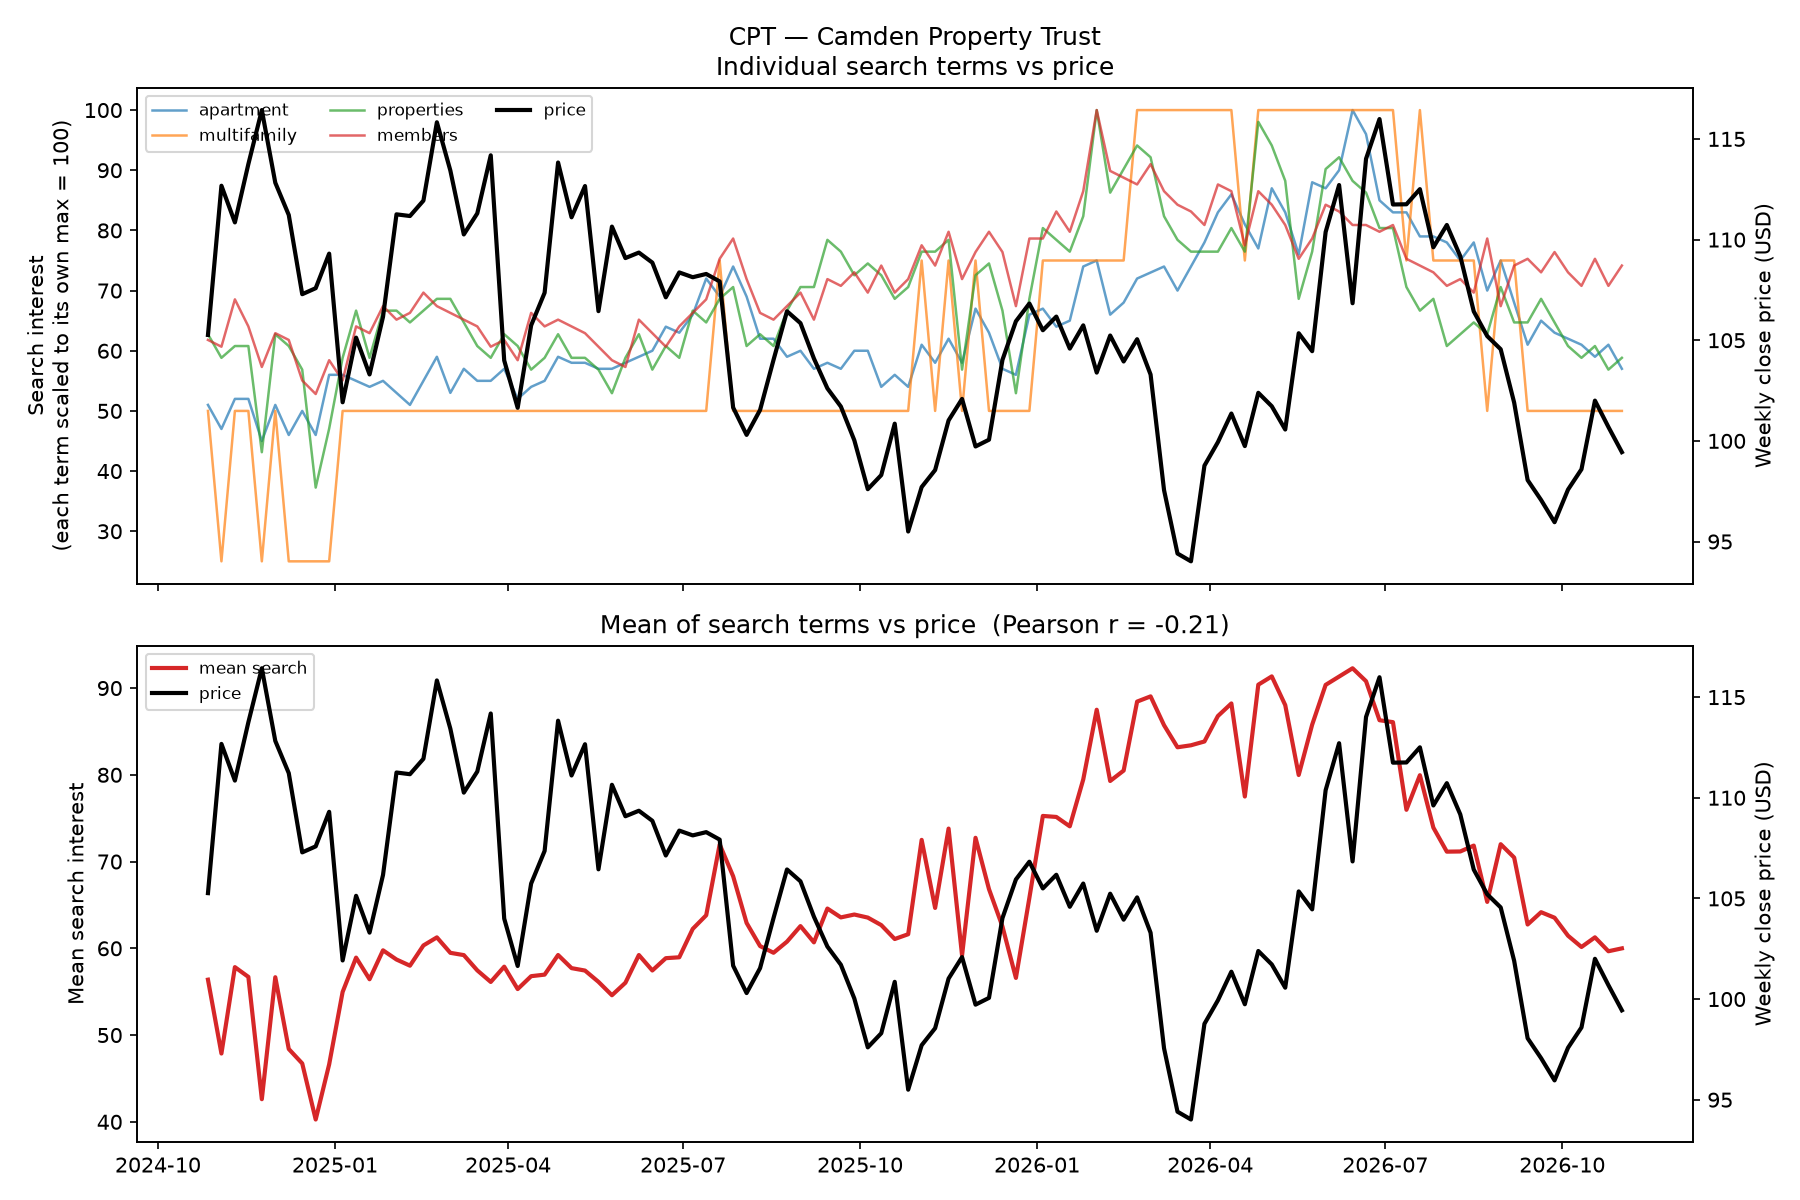 CPT — Camden Property Trust
Individual search terms vs price
apartment
multifamily
properties
members
price
Search interest
(each term scaled to its own max = 100)
100
90
80
70
60
50
40
30
115
110
105
100
95
Weekly close price (USD)
Mean of search terms vs price (Pearson r = -0.21)
mean search
price
Mean search interest
90
80
70
60
50
40
115
110
105
100
95
Weekly close price (USD)
2024-10
2025-01
2025-04
2025-07
2025-10
2026-01
2026-04
2026-07
2026-10